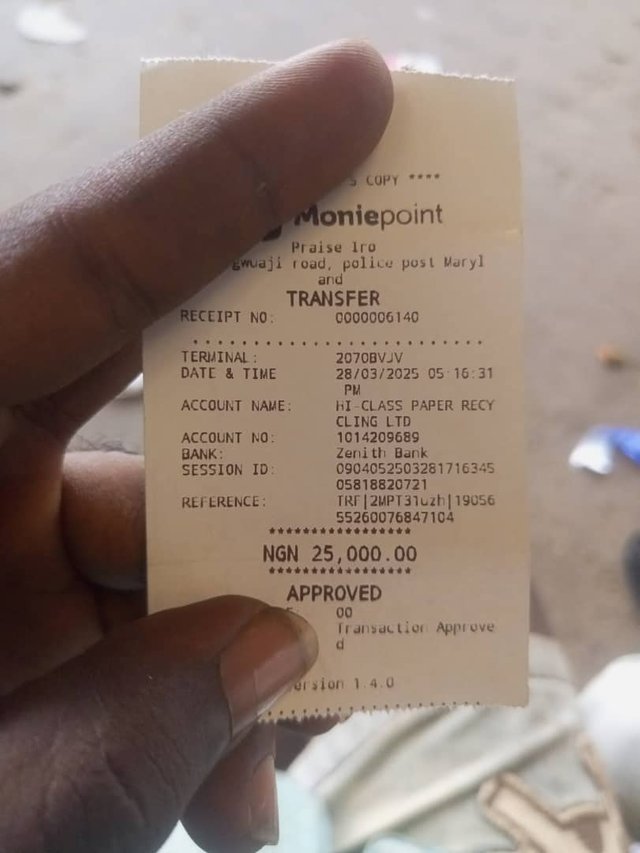 COPY ****
Moniepoint
Praise Iro
road, police post Maryl
and
TRANSFER
RECEIPT NO: 0000006140
TERMINAL: 2070BVJV
DATE & TIME 28/03/2025 05:16:31
PM
ACCOUNT NAME: HI-CLASS PAPER RECY
CLING LTD
ACCOUNT NO: 1014209689
BANK: Zenith Bank
SESSION ID: 0904052503281716345
05818820721
REFERENCE: TRF|2MPT31uzh|19056
55260076847104
*****************
NGN 25,000.00
*****************
APPROVED
00
Transaction Approve
d
1.4.0